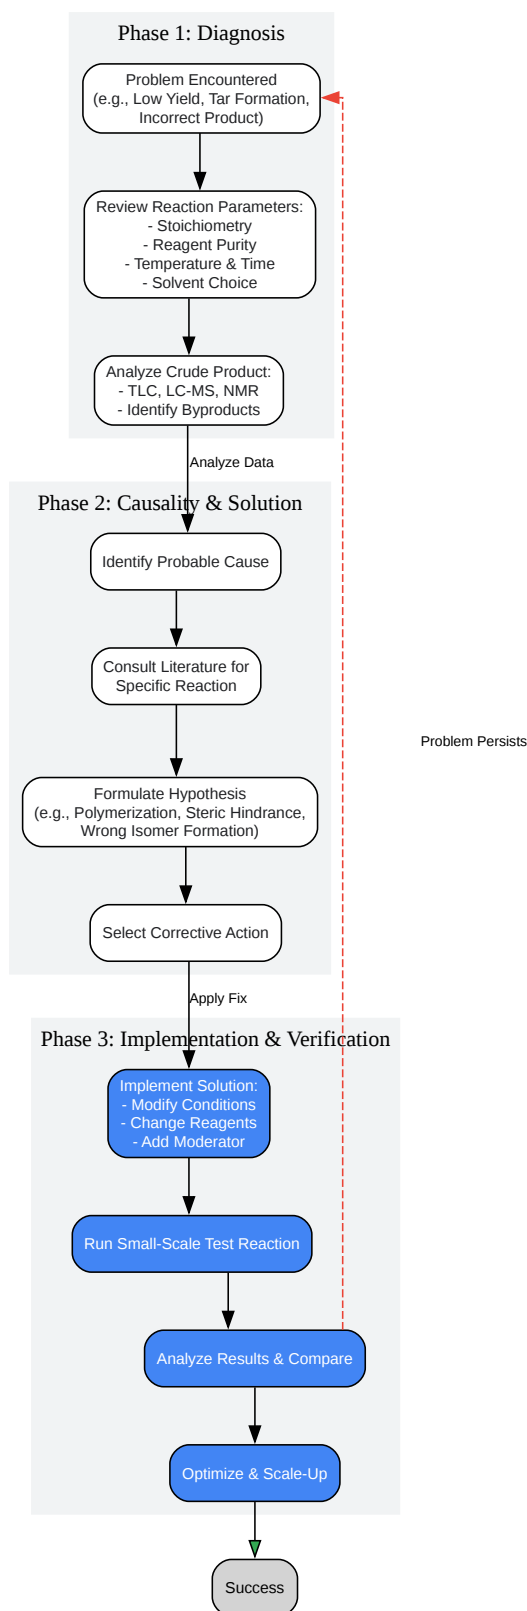 Phase 1: Diagnosis
Problem Encountered
(e.g., Low Yield, Tar Formation,
Incorrect Product)
Review Reaction Parameters:
- Stoichiometry
- Reagent Purity
- Temperature & Time
- Solvent Choice
Analyze Crude Product:
- TLC, LC-MS, NMR
- Identify Byproducts
Analyze Data
Phase 2: Causality & Solution
Identify Probable Cause
Consult Literature for
Specific Reaction
Problem Persists
Formulate Hypothesis
(e.g., Polymerization, Steric Hindrance,
Wrong Isomer Formation)
Select Corrective Action
Apply Fix
Phase 3: Implementation & Verification
Implement Solution:
- Modify Conditions
- Change Reagents
- Add Moderator
Run Small-Scale Test Reaction
Analyze Results & Compare
Optimize & Scale-Up
Success